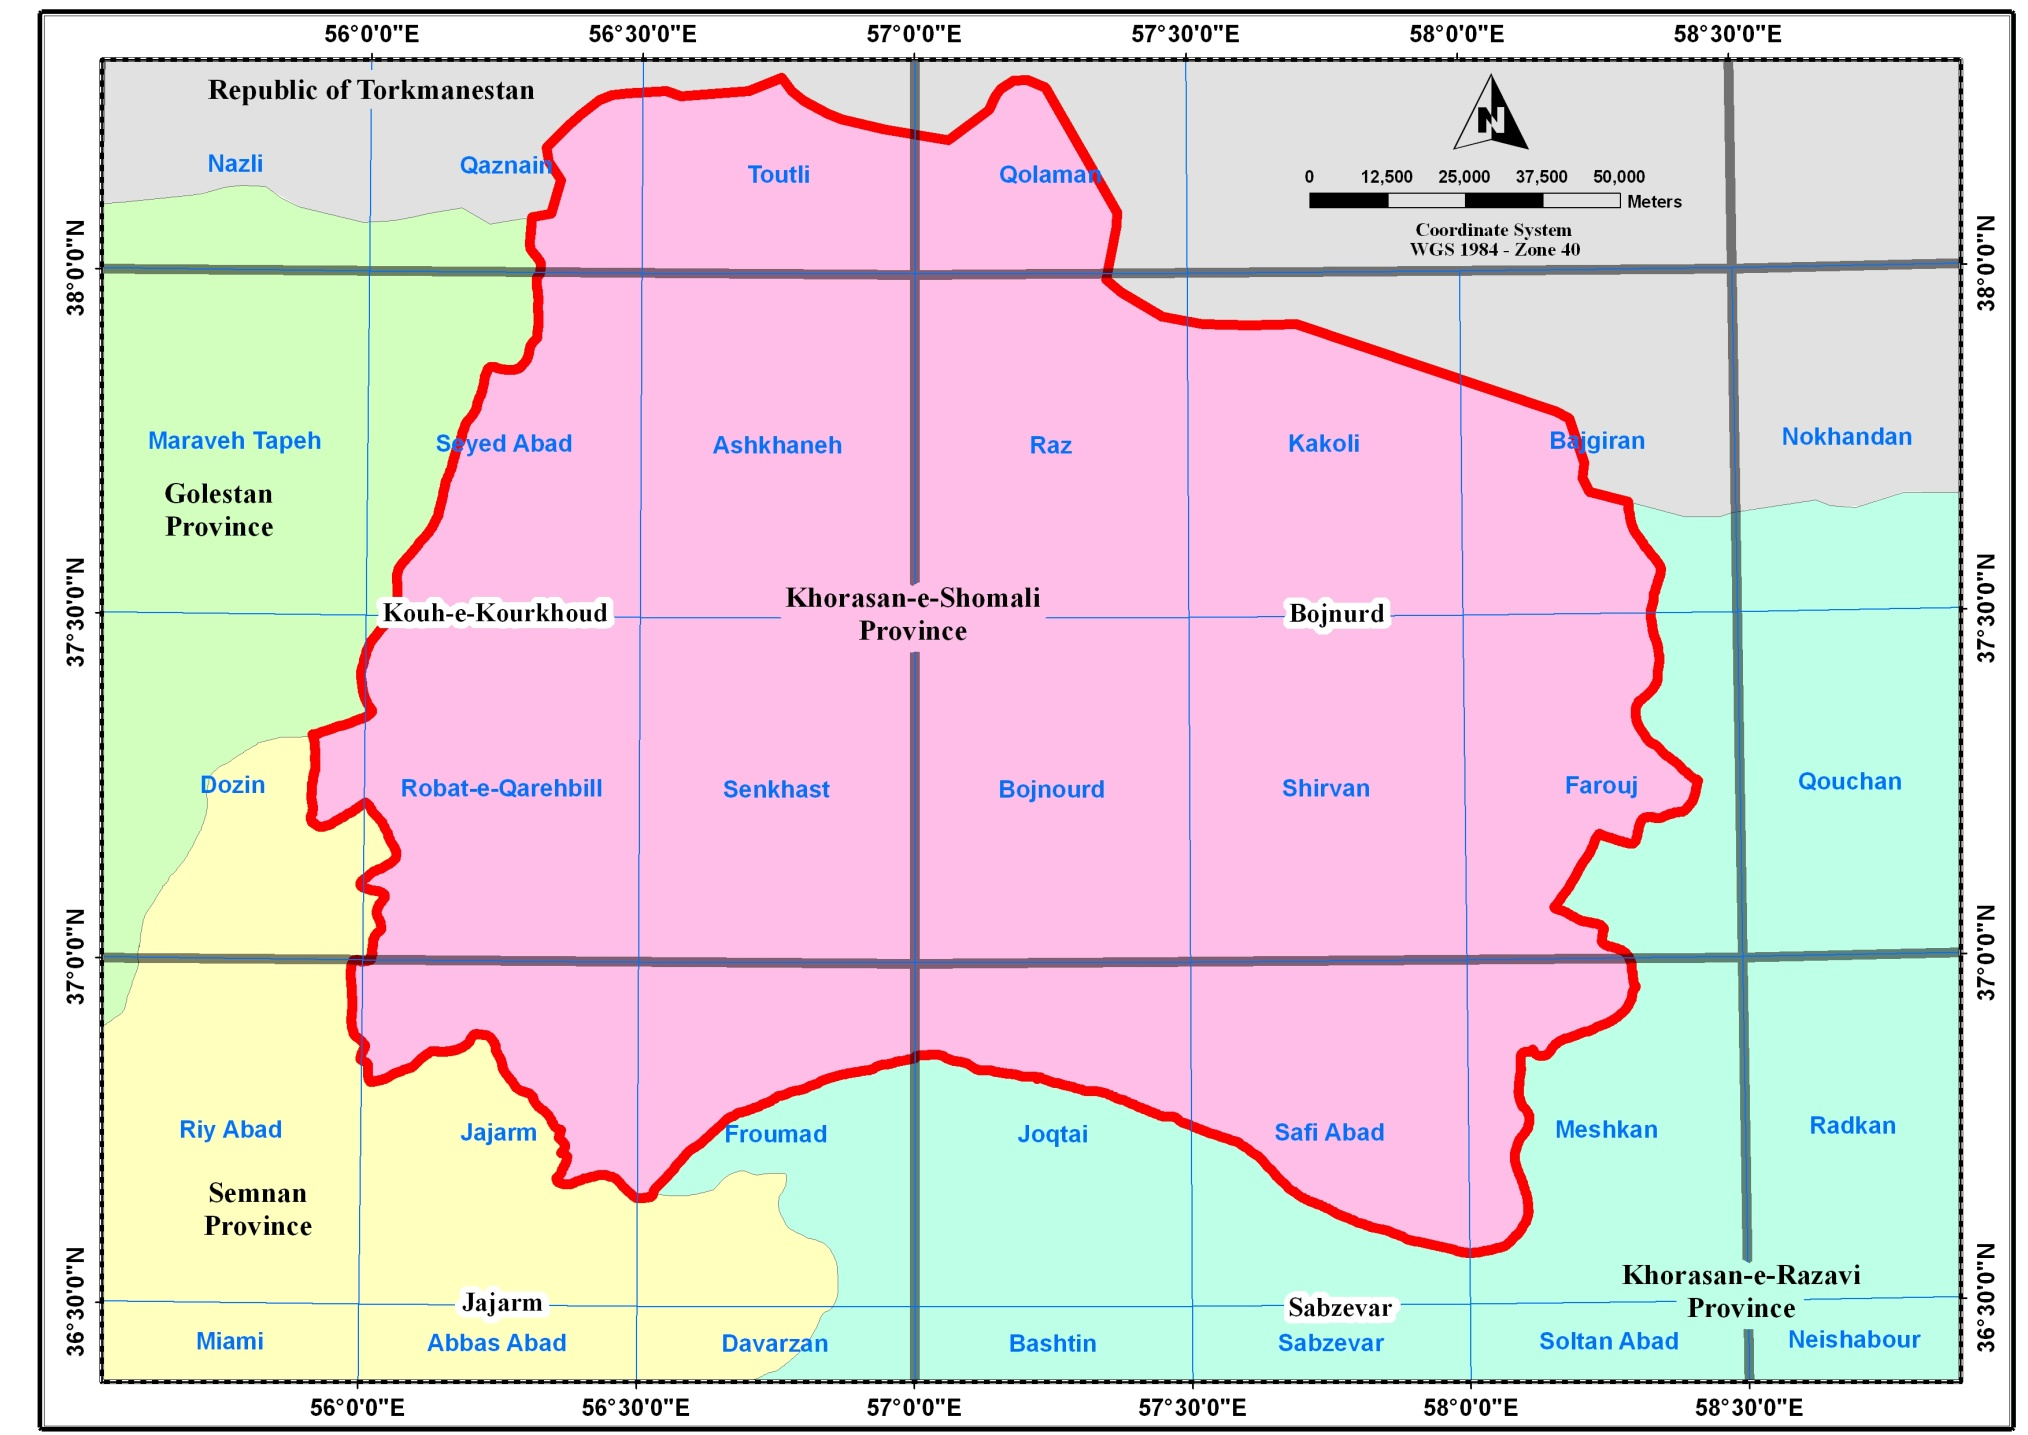 56°0'0"E 56°30'0"E 57°0'0"E 57°30'0"E 58°0'0"E 58°30'0"E
Republic of Torkmanestan
N
Nazli Qaznain Toutli Qolaman
0 12,500 25,000 37,500 50,000
Meters
Coordinate System
WGS 1984 - Zone 40
38°0'0"N 38°0'0"N
Maraveh Tapeh Seyed Abad Ashkhaneh Raz Kakoli Bajgiran Nokhandan
Golestan
Province
37°30'0"N 37°30'0"N
Kouh-e-Kourkhoud
Khorasan-e-Shomali
Province
Bojnurd
Dozin Robat-e-Qarehbill Senkhast Bojnourd Shirvan Farouj Qouchan
37°0'0"N 37°0'0"N
Riy Abad Jajarm Froumad Joqtai Safi Abad Meshkan Radkan
Semnan
Province
Khorasan-e-Razavi
Province
36°30'0"N 36°30'0"N
Jajarm Sabzevar
Miami Abbas Abad Davarzan Bashtin Sabzevar Soltan Abad Neishabour
56°0'0"E 56°30'0"E 57°0'0"E 57°30'0"E 58°0'0"E 58°30'0"E